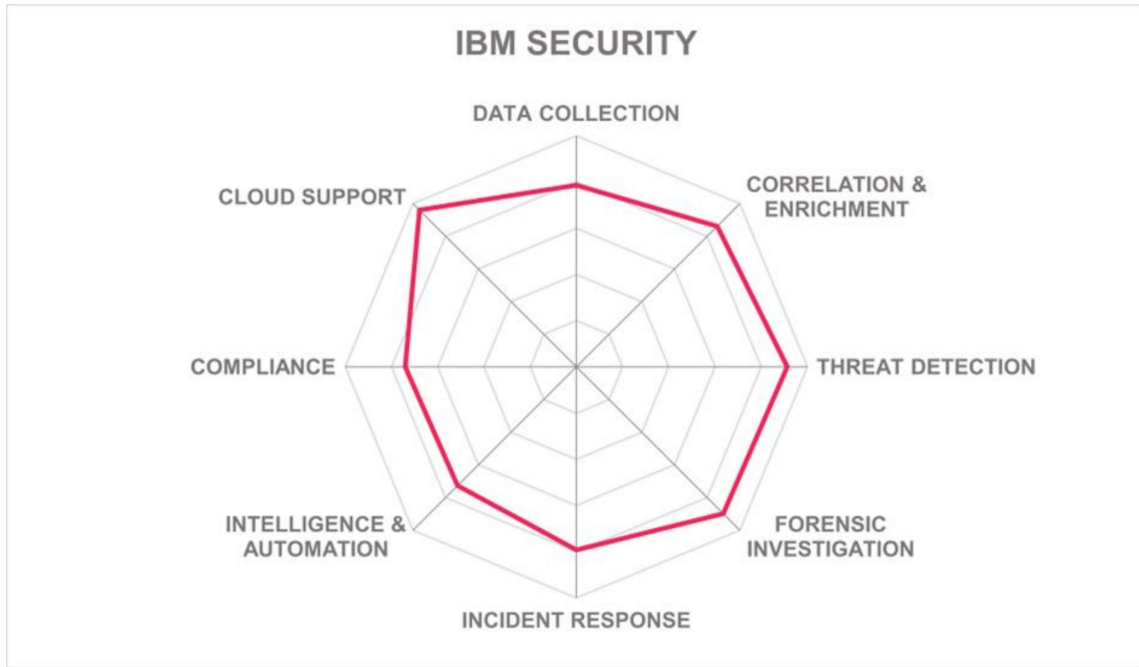 IBM SECURITY
DATA COLLECTION
CLOUD SUPPORT
CORRELATION &
ENRICHMENT
COMPLIANCE
THREAT DETECTION
INTELLIGENCE &
AUTOMATION
FORENSIC
INVESTIGATION
INCIDENT RESPONSE